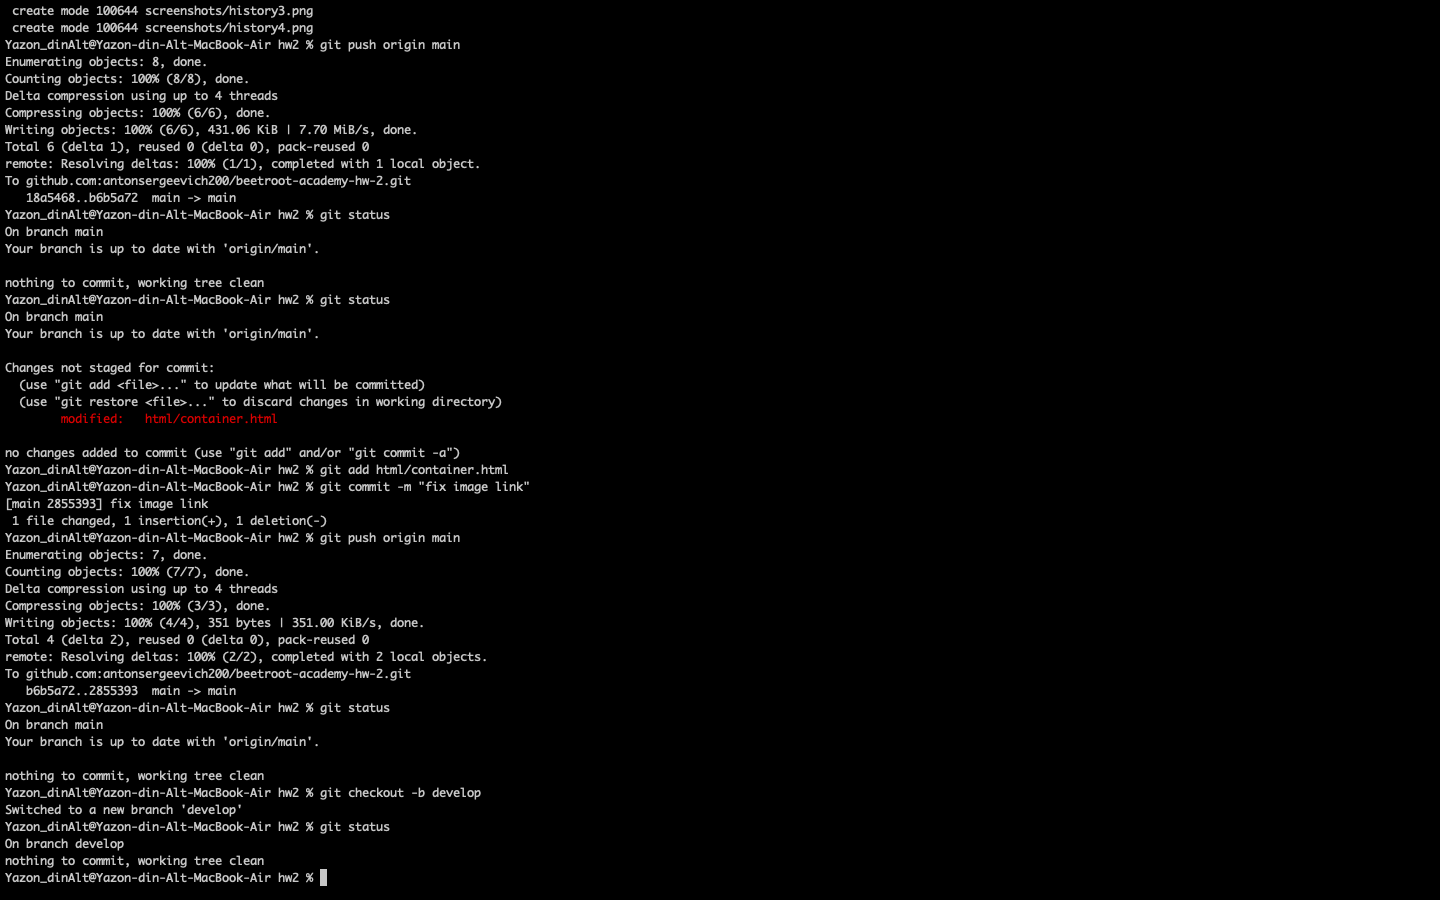 create mode 100644 screenshots/history3.png
create mode 100644 screenshots/history4.png
Yazon_dinAlt@Yazon-din-Alt-MacBook-Air hw2 % git push origin main
Enumerating objects: 8, done.
Counting objects: 100% (8/8), done.
Delta compression using up to 4 threads
Compressing objects: 100% (6/6), done.
Writing objects: 100% (6/6), 431.06 KiB | 7.70 MiB/s, done.
Total 6 (delta 1), reused 0 (delta 0), pack-reused 0
remote: Resolving deltas: 100% (1/1), completed with 1 local object.
To github.com:antonsergeevich200/beetroot-academy-hw-2.git
   18a5468..b6b5a72  main -> main
Yazon_dinAlt@Yazon-din-Alt-MacBook-Air hw2 % git status
On branch main
Your branch is up to date with 'origin/main'.

nothing to commit, working tree clean
Yazon_dinAlt@Yazon-din-Alt-MacBook-Air hw2 % git status
On branch main
Your branch is up to date with 'origin/main'.

Changes not staged for commit:
  (use "git add <file>..." to update what will be committed)
  (use "git restore <file>..." to discard changes in working directory)
        modified:   html/container.html

no changes added to commit (use "git add" and/or "git commit -a")
Yazon_dinAlt@Yazon-din-Alt-MacBook-Air hw2 % git add html/container.html
Yazon_dinAlt@Yazon-din-Alt-MacBook-Air hw2 % git commit -m "fix image link"
[main 2855393] fix image link
 1 file changed, 1 insertion(+), 1 deletion(-)
Yazon_dinAlt@Yazon-din-Alt-MacBook-Air hw2 % git push origin main
Enumerating objects: 7, done.
Counting objects: 100% (7/7), done.
Delta compression using up to 4 threads
Compressing objects: 100% (3/3), done.
Writing objects: 100% (4/4), 351 bytes | 351.00 KiB/s, done.
Total 4 (delta 2), reused 0 (delta 0), pack-reused 0
remote: Resolving deltas: 100% (2/2), completed with 2 local objects.
To github.com:antonsergeevich200/beetroot-academy-hw-2.git
   b6b5a72..2855393  main -> main
Yazon_dinAlt@Yazon-din-Alt-MacBook-Air hw2 % git status
On branch main
Your branch is up to date with 'origin/main'.

nothing to commit, working tree clean
Yazon_dinAlt@Yazon-din-Alt-MacBook-Air hw2 % git checkout -b develop
Switched to a new branch 'develop'
Yazon_dinAlt@Yazon-din-Alt-MacBook-Air hw2 % git status
On branch develop
nothing to commit, working tree clean
Yazon_dinAlt@Yazon-din-Alt-MacBook-Air hw2 %